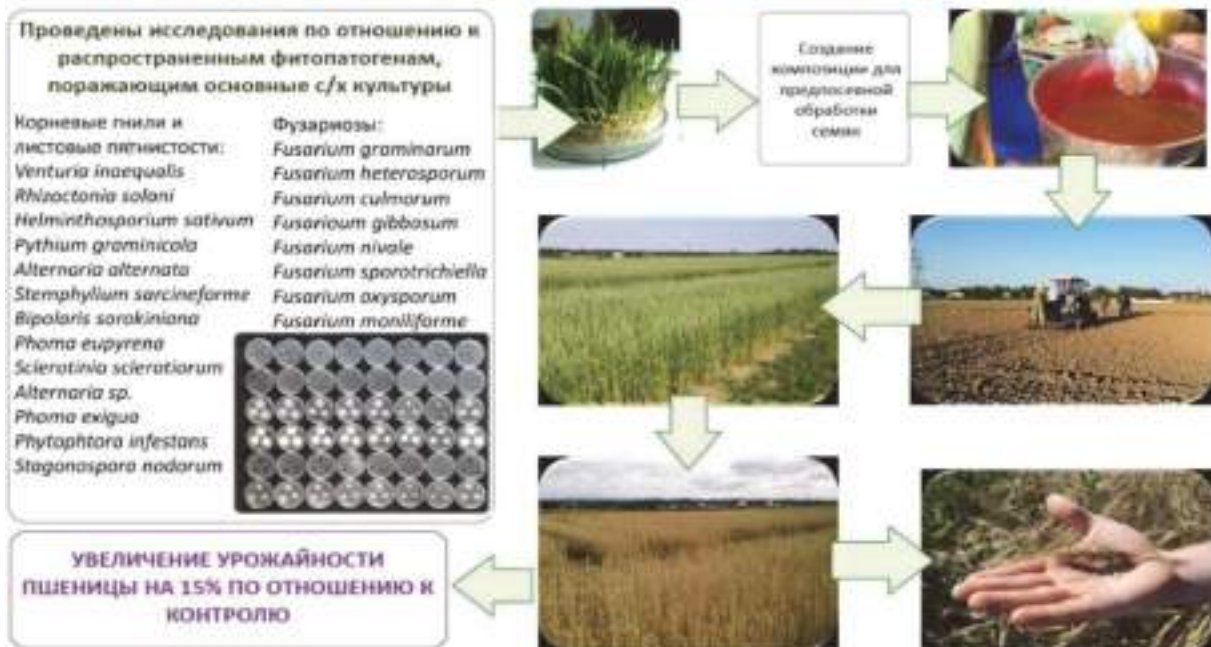 Проведены исследования по отношению к
распространенным фитопатогенам,
поражающим основные с/х культуры
Корневые гнили и
листовые пятнистости:
Venturia inaequalis
Rhizoctonia solani
Helminthosporium sativum
Pythium graminicola
Alternaria alternata
Stemphylium sarcineforme
Bipolaris sorokiniana
Phoma eupyrena
Sclerotinia sclerotiorum
Alternaria sp.
Phoma exigua
Phytophtora infestans
Stagonospora nodorum
Фузариозы:
Fusarium graminarum
Fusarium heterosporum
Fusarium culmorum
Fusarioum gibbosum
Fusarium nivale
Fusarium sporotrichiella
Fusarium oxysporum
Fusarium moniliforme
Создание
композиции для
предпосевной
обработки
семян
УВЕЛИЧЕНИЕ УРОЖАЙНОСТИ
ПШЕНИЦЫ НА 15% ПО ОТНОШЕНИЮ К
КОНТРОЛЮ